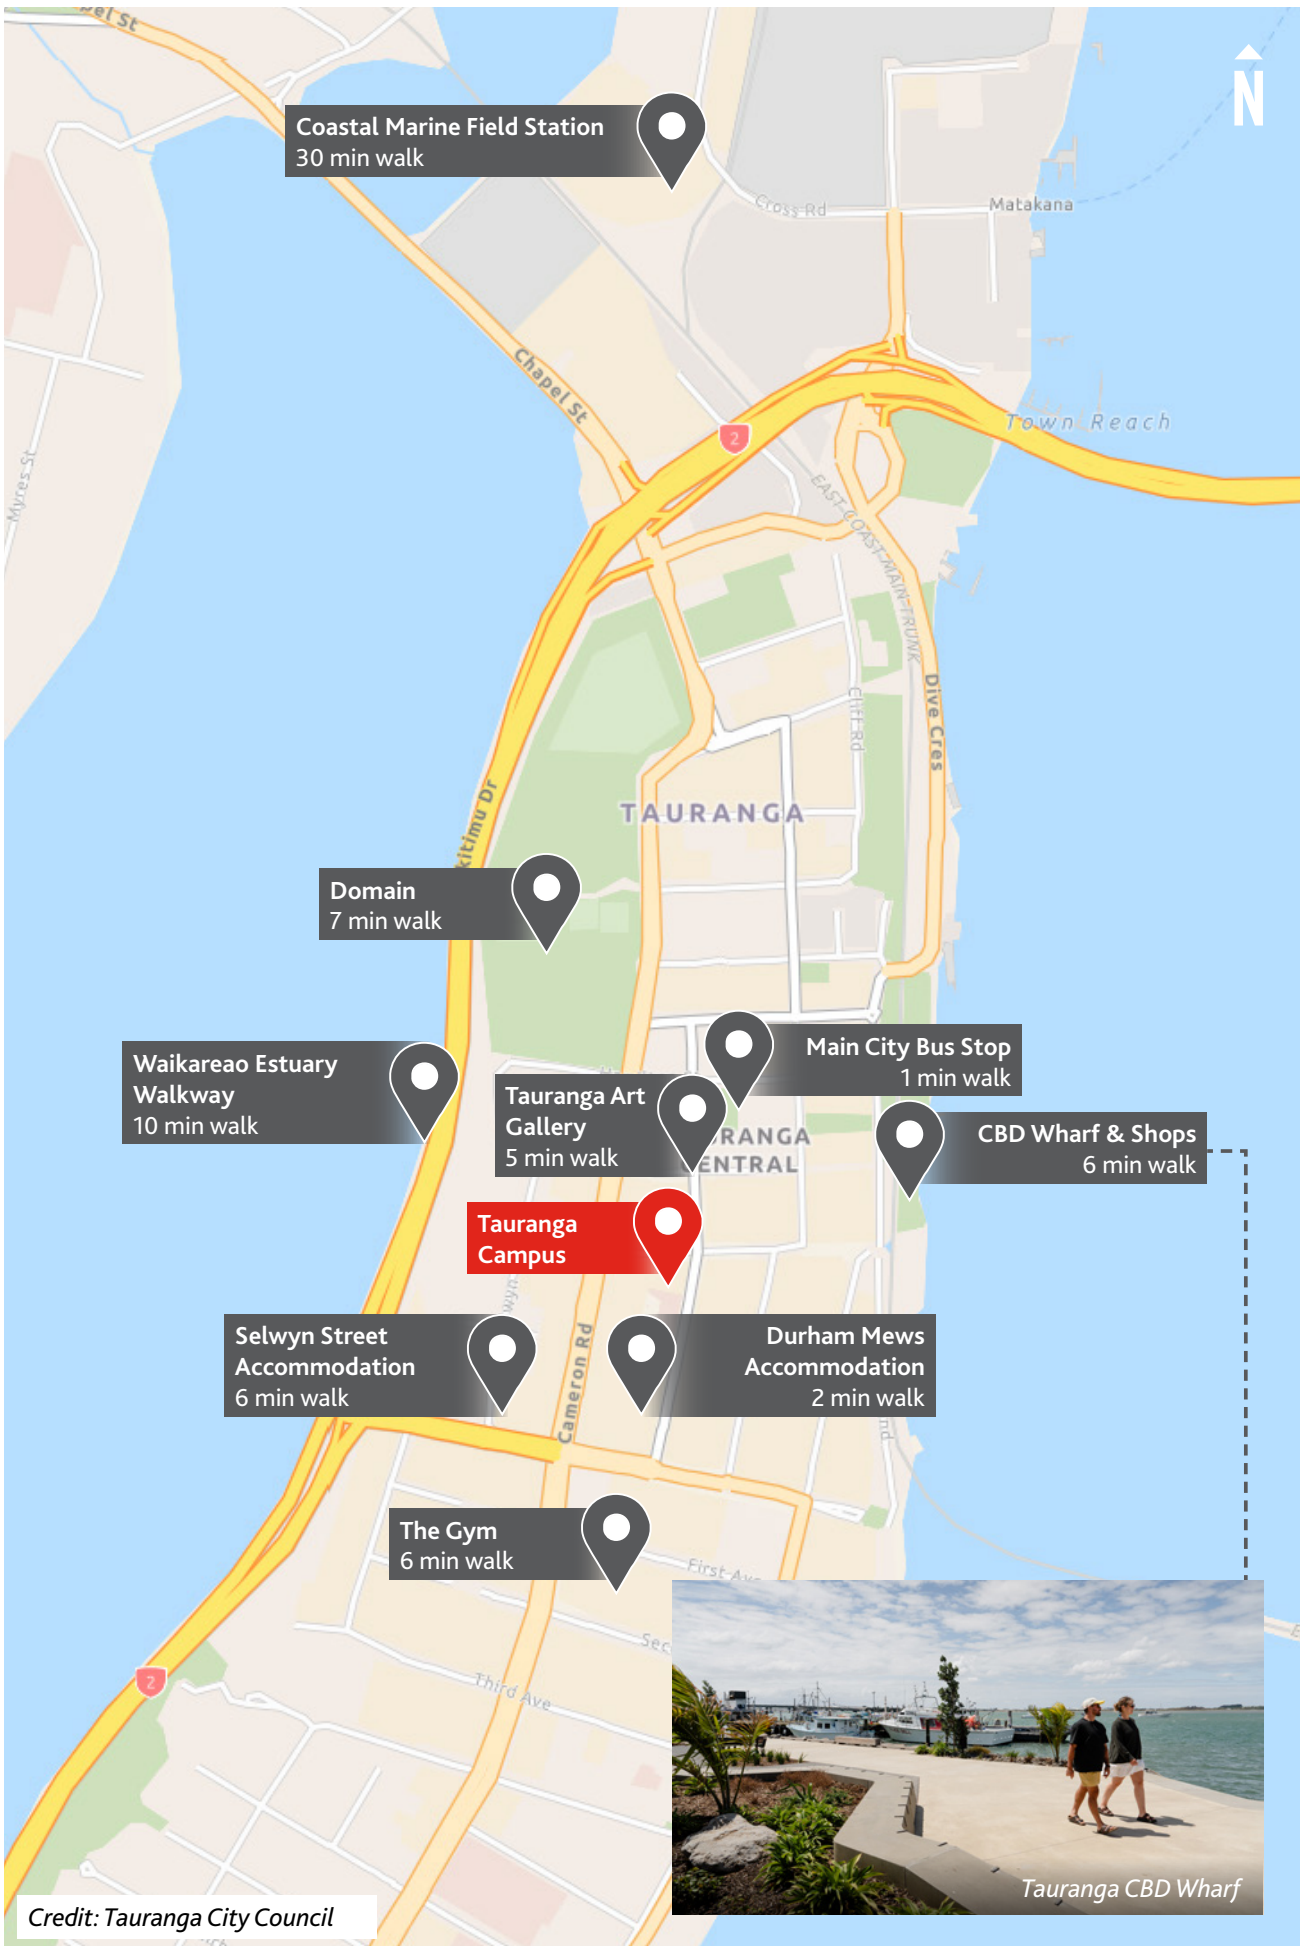 N
Coastal Marine Field Station
30 min walk
Cross Rd
Matakana
Chapel St
2
Town Reach
Myres St
EAST COAST MAIN TRUNK
Cliff Rd
Dive Cres
TAURANGA
Domain
7 min walk
Waikareao Estuary
Walkway
10 min walk
Main City Bus Stop
1 min walk
Tauranga Art
Gallery
5 min walk
CBD Wharf & Shops
6 min walk
Tauranga
Campus
Selwyn Street
Accommodation
6 min walk
Durham Mews
Accommodation
2 min walk
Cameron Rd
The Gym
6 min walk
First Ave
Third Ave
2
Tauranga CBD Wharf
Credit: Tauranga City Council